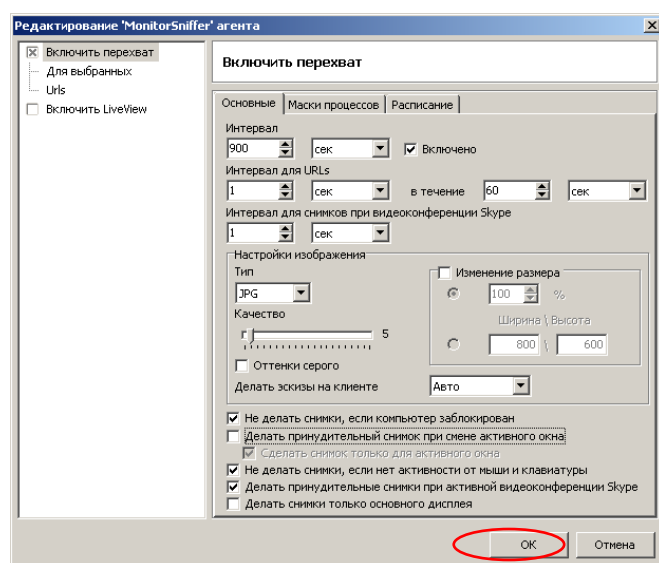 Редактирование 'MonitorSniffer' агента
Включить перехват
Для выбранных
Urls
Включить LiveView
Включить перехват
Основные Маски процессов Расписание
Интервал
900 сек Включено
Интервал для URLs
1 сек в течение 60 сек
Интервал для снимков при видеоконференции Skype
1 сек
Настройки изображения
Тип
JPG
Качество
5
Оттенки серого
Изменение размера
100 %
Ширина \ Высота
800 \ 600
Делать эскизы на клиенте Авто
Не делать снимки, если компьютер заблокирован
Делать принудительный снимок при смене активного окна
Сделать снимок только для активного окна
Не делать снимки, если нет активности от мыши и клавиатуры
Делать принудительные снимки при активной видеоконференции Skype
Делать снимки только основного дисплея
OK Отмена